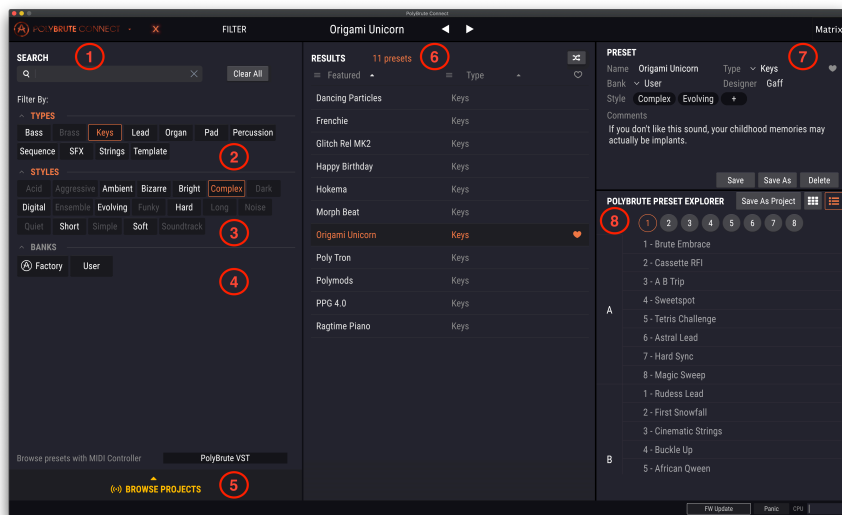 PolyBrute Connect
POLYBRUTE CONNECT
X
FILTER
Origami Unicorn
Matrix
SEARCH
1
Clear All
Filter By:
TYPES
Bass Brass Keys Lead Organ Pad Percussion
Sequence SFX Strings Template
2
STYLES
Acid Aggressive Ambient Bizarre Bright Complex Dark
Digital Ensemble Evolving Funky Hard Long Noise
Quiet Short Simple Soft Soundtrack
3
BANKS
Factory User
4
Browse presets with MIDI Controller PolyBrute VST
BROWSE PROJECTS
5
RESULTS 11 presets
6
Featured Type
Dancing Particles Keys
Frenchie Keys
Glitch Rel MK2 Keys
Happy Birthday Keys
Hokema Keys
Morph Beat Keys
Origami Unicorn Keys
Poly Tron Keys
Polymods Keys
PPG 4.0 Keys
Ragtime Piano Keys
PRESET
7
Name Origami Unicorn Type Keys
Bank User Designer Gaff
Style Complex Evolving +
Comments
If you don't like this sound, your childhood memories may
actually be implants.
Save Save As Delete
POLYBRUTE PRESET EXPLORER Save As Project
8
1 2 3 4 5 6 7 8
A
1 - Brute Embrace
2 - Cassette RFI
3 - A B Trip
4 - Sweetspot
5 - Tetris Challenge
6 - Astral Lead
7 - Hard Sync
8 - Magic Sweep
B
1 - Rudess Lead
2 - First Snowfall
3 - Cinematic Strings
4 - Buckle Up
5 - African Qween
FW Update Panic CPU